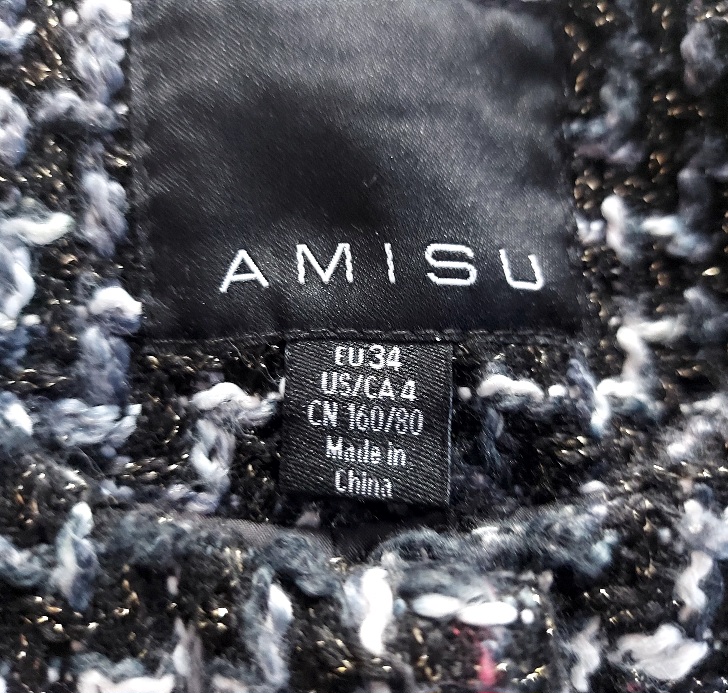 AMISU
EU 34
US/CA 4
CN 160/80
Made in
China